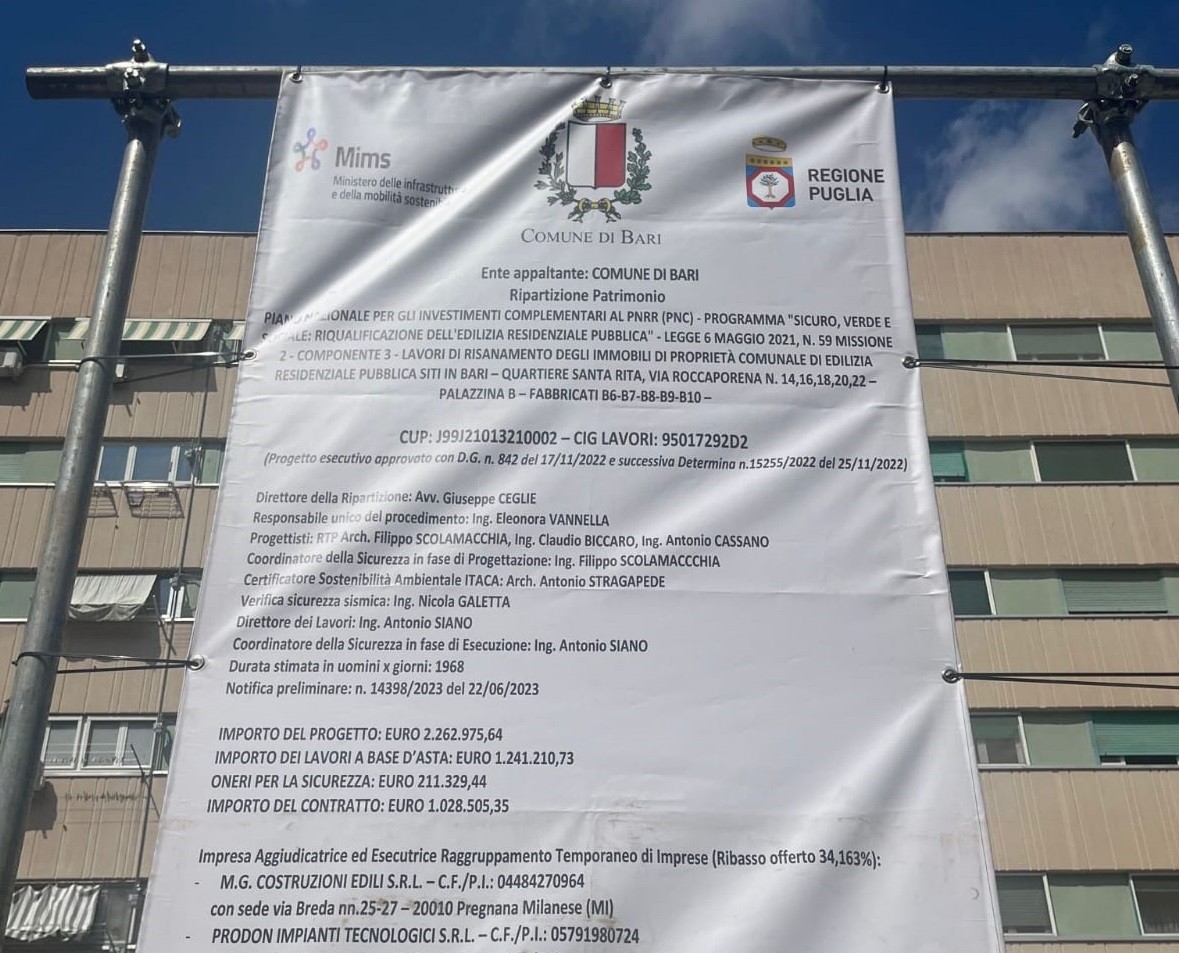 Mims
Ministero delle infrastruttu
e della mobilità sosteni
COMUNE DI BARI
REGIONE
PUGLIA
Ente appaltante: COMUNE DI BARI
Ripartizione Patrimonio
PIANO NAZIONALE PER GLI INVESTIMENTI COMPLEMENTARI AL PNRR (PNC) - PROGRAMMA "SICURO, VERDE E
SOCIALE: RIQUALIFICAZIONE DELL'EDILIZIA RESIDENZIALE PUBBLICA" - LEGGE 6 MAGGIO 2021, N. 59 MISSIONE
2 - COMPONENTE 3 - LAVORI DI RISANAMENTO DEGLI IMMOBILI DI PROPRIETÀ COMUNALE DI EDILIZIA
RESIDENZIALE PUBBLICA SITI IN BARI – QUARTIERE SANTA RITA, VIA ROCCAPORENA N. 14,16,18,20,22 –
PALAZZINA B – FABBRICATI B6-B7-B8-B9-B10 –
CUP: J99J21013210002 – CIG LAVORI: 95017292D2
(Progetto esecutivo approvato con D.G. n. 842 del 17/11/2022 e successiva Determina n.15255/2022 del 25/11/2022)
Direttore della Ripartizione: Avv. Giuseppe CEGLIE
Responsabile unico del procedimento: Ing. Eleonora VANNELLA
Progettisti: RTP Arch. Filippo SCOLAMACCHIA, Ing. Claudio BICCARO, Ing. Antonio CASSANO
Coordinatore della Sicurezza in fase di Progettazione: Ing. Filippo SCOLAMACCCHIA
Certificatore Sostenibilità Ambientale ITACA: Arch. Antonio STRAGAPEDE
Verifica sicurezza sismica: Ing. Nicola GALETTA
Direttore dei Lavori: Ing. Antonio SIANO
Coordinatore della Sicurezza in fase di Esecuzione: Ing. Antonio SIANO
Durata stimata in uomini x giorni: 1968
Notifica preliminare: n. 14398/2023 del 22/06/2023
IMPORTO DEL PROGETTO: EURO 2.262.975,64
IMPORTO DEI LAVORI A BASE D'ASTA: EURO 1.241.210,73
ONERI PER LA SICUREZZA: EURO 211.329,44
IMPORTO DEL CONTRATTO: EURO 1.028.505,35
Impresa Aggiudicatrice ed Esecutrice Raggruppamento Temporaneo di Imprese (Ribasso offerto 34,163%):
- M.G. COSTRUZIONI EDILI S.R.L. – C.F./P.I.: 04484270964
con sede via Breda nn.25-27 – 20010 Pregnana Milanese (MI)
- PRODON IMPIANTI TECNOLOGICI S.R.L. – C.F./P.I.: 05791980724